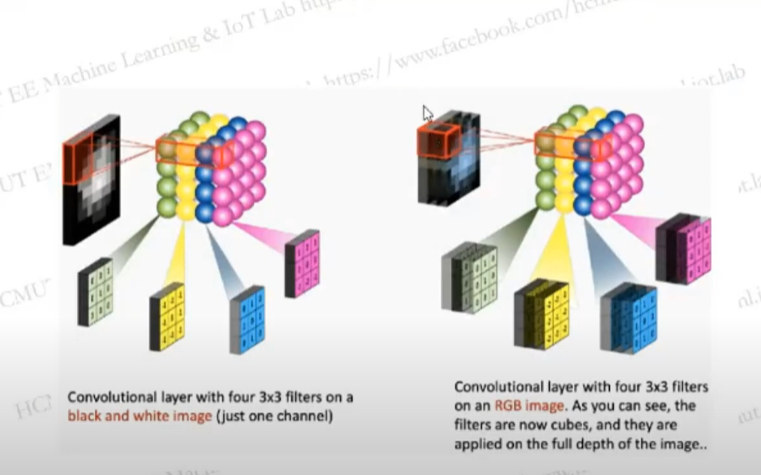 EE Machine Learning & IoT Lab
https://www.facebook.com/
iot.lab
Convolutional layer with four 3x3 filters on a
black and white image (just one channel)
Convolutional layer with four 3x3 filters
on an RGB image. As you can see, the
filters are now cubes, and they are
applied on the full depth of the image..